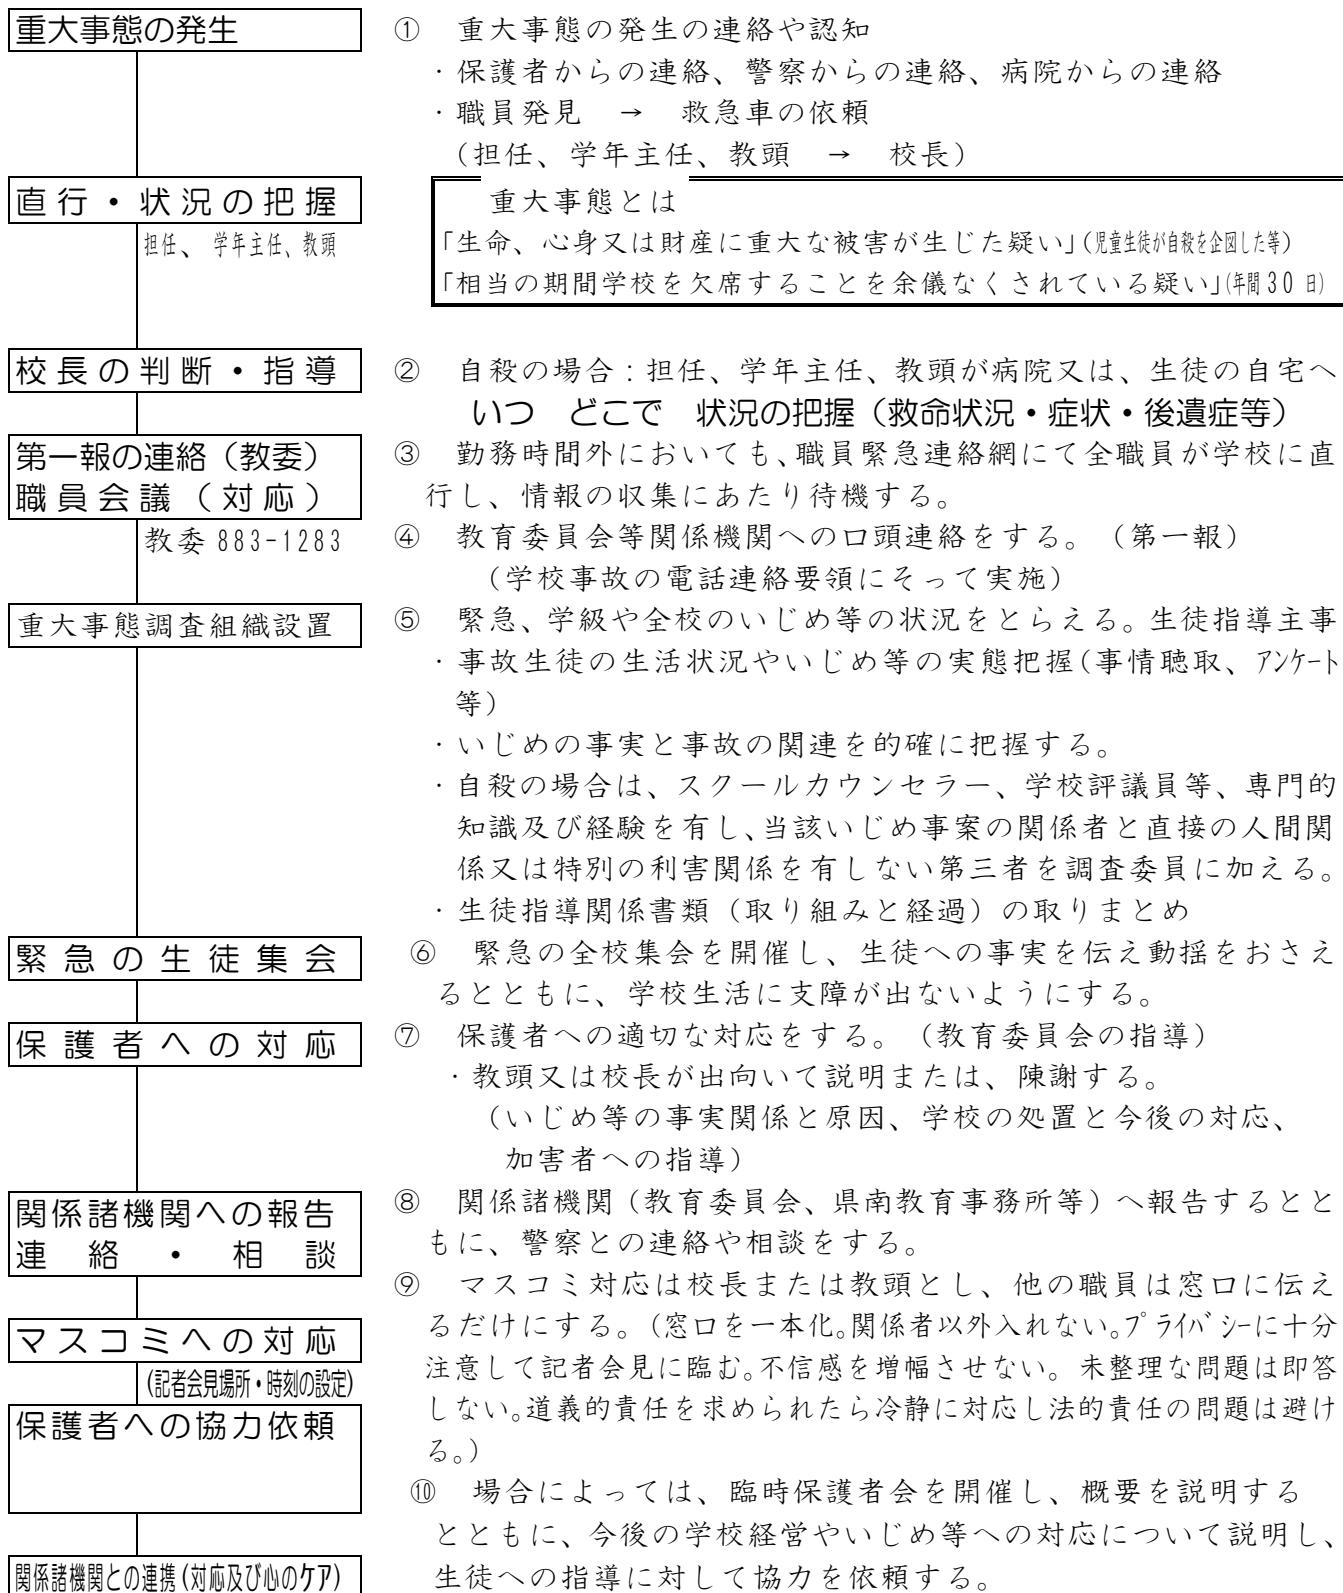 重大事態の発生
① 重大事態の発生の連絡や認知
・保護者からの連絡、警察からの連絡、病院からの連絡
・職員発見 → 救急車の依頼
(担任、学年主任、教頭 → 校長)
直行・状況の把握
担任、 学年主任、教頭
重大事態とは
「生命、心身又は財産に重大な被害が生じた疑い」(児童生徒が自殺を企図した等)
「相当の期間学校を欠席することを余儀なくされている疑い」(年間30日)
校長の判断・指導
② 自殺の場合：担任、学年主任、教頭が病院又は、生徒の自宅へ
いつ どこで 状況の把握（救命状況・症状・後遺症等）
第一報の連絡（教委）
職員会議（対応）
教委 883-1283
③ 勤務時間外においても、職員緊急連絡網にて全職員が学校に直
行し、情報の収集にあたり待機する。
④ 教育委員会等関係機関への口頭連絡をする。（第一報）
（学校事故の電話連絡要領にそって実施）
重大事態調査組織設置
⑤ 緊急、学級や全校のいじめ等の状況をとらえる。生徒指導主事
・事故生徒の生活状況やいじめ等の実態把握(事情聴取、ｱﾝｹｰﾄ
等）
・いじめの事実と事故の関連を的確に把握する。
・自殺の場合は、スクールカウンセラー、学校評議員等、専門的
知識及び経験を有し、当該いじめ事案の関係者と直接の人間関
係又は特別の利害関係を有しない第三者を調査委員に加える。
・生徒指導関係書類（取り組みと経過）の取りまとめ
緊急の生徒集会
⑥ 緊急の全校集会を開催し、生徒への事実を伝え動揺をおさえ
るとともに、学校生活に支障が出ないようにする。
保護者への対応
⑦ 保護者への適切な対応をする。（教育委員会の指導）
・教頭又は校長が出向いて説明または、陳謝する。
（いじめ等の事実関係と原因、学校の処置と今後の対応、
加害者への指導）
関係諸機関への報告
連絡・相談
⑧ 関係諸機関（教育委員会、県南教育事務所等）へ報告するとと
もに、警察との連絡や相談をする。
マスコミへの対応
(記者会見場所・時刻の設定)
⑨ マスコミ対応は校長または教頭とし、他の職員は窓口に伝え
るだけにする。（窓口を一本化。関係者以外入れない。ﾌﾟﾗｲﾊﾞｼｰに十分
注意して記者会見に臨む。不信感を増幅させない。未整理な問題は即答
しない。道義的責任を求められたら冷静に対応し法的責任の問題は避け
る。）
保護者への協力依頼
⑩ 場合によっては、臨時保護者会を開催し、概要を説明する
とともに、今後の学校経営やいじめ等への対応について説明し、
生徒への指導に対して協力を依頼する。
関係諸機関との連携(対応及び心のケア)